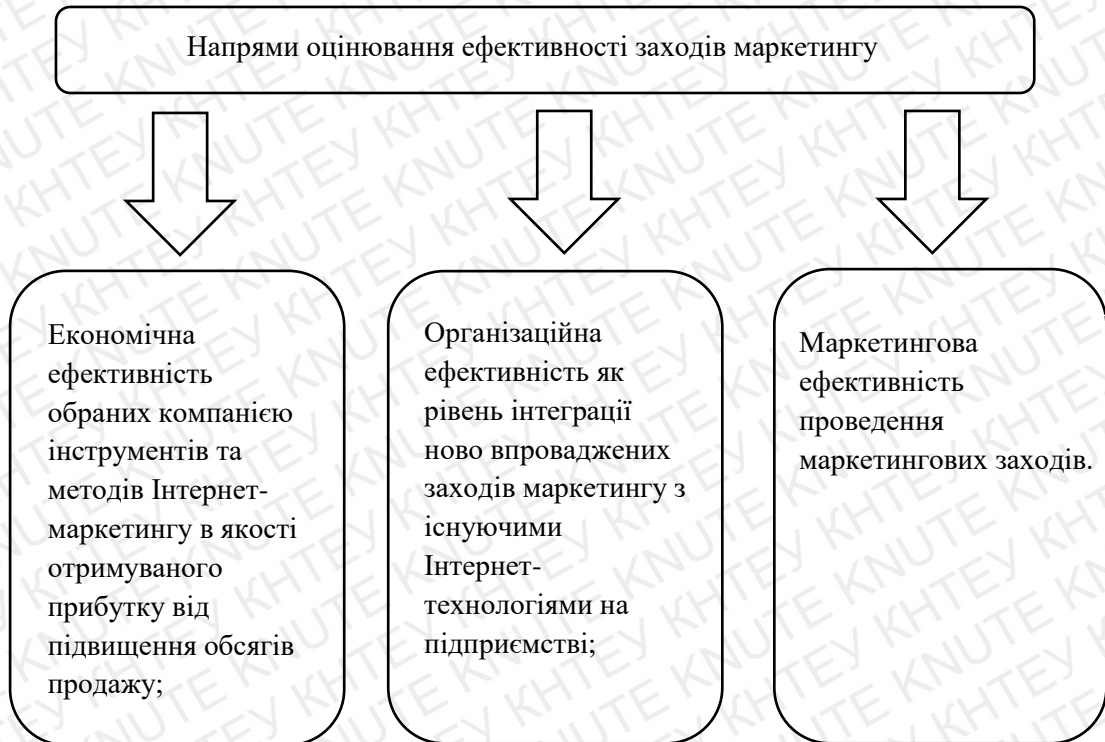 Напрями оцінювання ефективності заходів маркетингу
Економічна
ефективність
обраних компанією
інструментів та
методів Інтернет-
маркетингу в якості
отримуваного
прибутку від
підвищення обсягів
продажу;
Організаційна
ефективність як
рівень інтеграції
ново впроваджених
заходів маркетингу з
існуючими
Інтернет-
технологіями на
підприємстві;
Маркетингова
ефективність
проведення
маркетингових заходів.